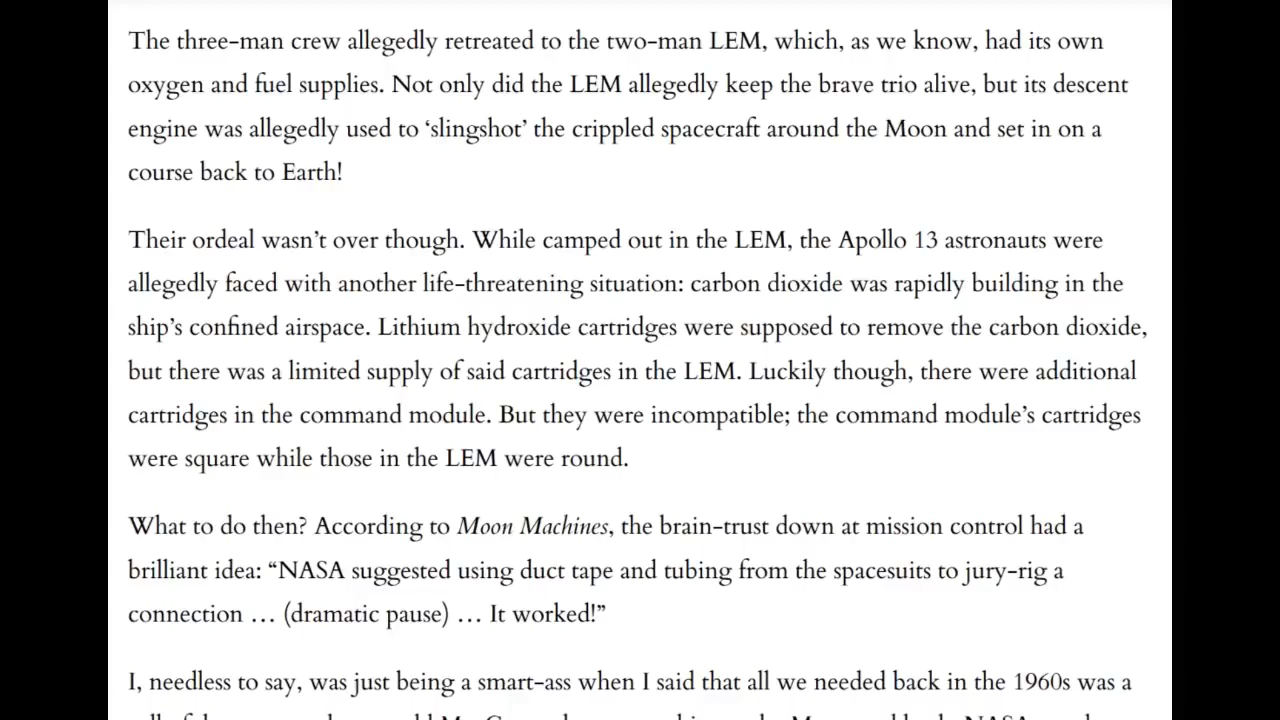 The three-man crew allegedly retreated to the two-man LEM, which, as we know, had its own
oxygen and fuel supplies. Not only did the LEM allegedly keep the brave trio alive, but its descent
engine was allegedly used to ‘slingshot’ the crippled spacecraft around the Moon and set in on a
course back to Earth!
Their ordeal wasn’t over though. While camped out in the LEM, the Apollo 13 astronauts were
allegedly faced with another life-threatening situation: carbon dioxide was rapidly building in the
ship’s confined airspace. Lithium hydroxide cartridges were supposed to remove the carbon dioxide,
but there was a limited supply of said cartridges in the LEM. Luckily though, there were additional
cartridges in the command module. But they were incompatible; the command module’s cartridges
were square while those in the LEM were round.
What to do then? According to Moon Machines, the brain-trust down at mission control had a
brilliant idea: “NASA suggested using duct tape and tubing from the spacesuits to jury-rig a
connection … (dramatic pause) … It worked!”
I, needless to say, was just being a smart-ass when I said that all we needed back in the 1960s was a